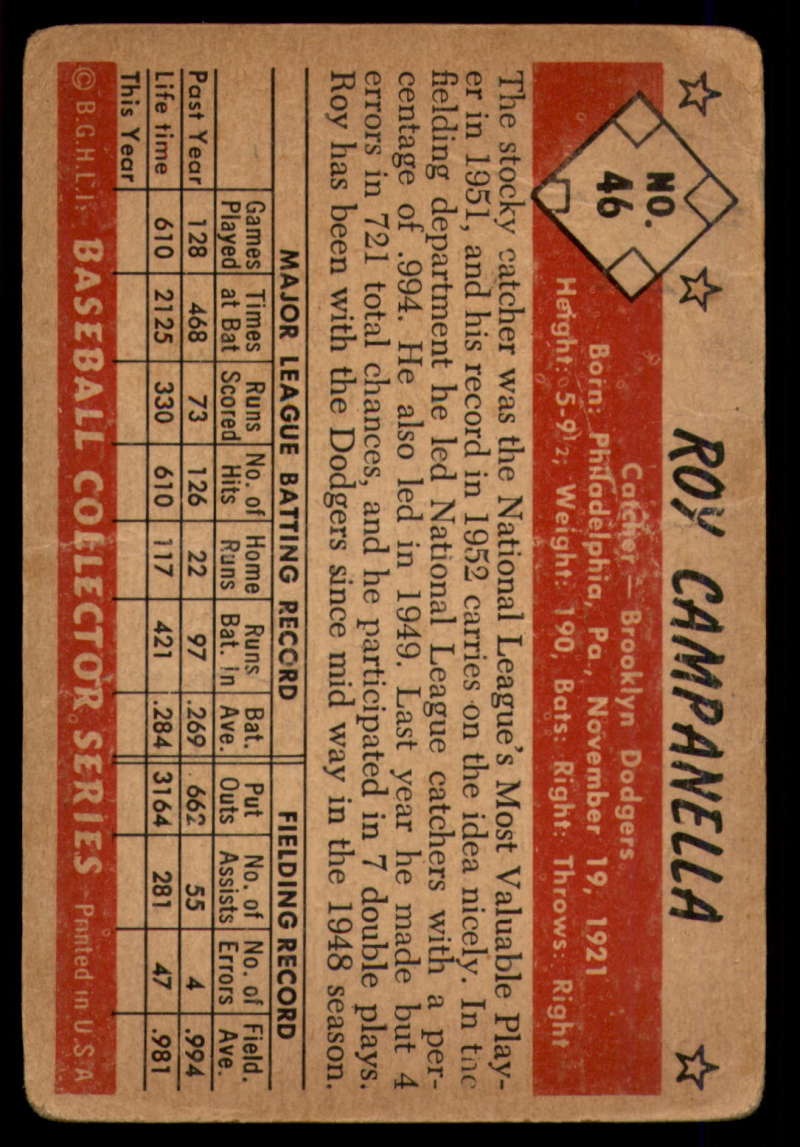 ROY CAMPANELLA
NO.
46
Catcher — Brooklyn Dodgers
Born: Philadelphia, Pa., November 19, 1921
Height: 5-9½; Weight: 190, Bats: Right: Throws: Right
The stocky catcher was the National League's Most Valuable Play-
er in 1951, and his record in 1952 carries on the idea nicely. In the
fielding department he led National League catchers with a per-
centage of .994. He also led in 1949. Last year he made but 4
errors in 721 total chances, and he participated in 7 double plays.
Roy has been with the Dodgers since mid way in the 1948 season.
MAJOR LEAGUE BATTING RECORD FIELDING RECORD
Games Times Runs No. of Home Runs Bat. Put No. of No. of Field.
Played at Bat Scored Hits Runs Bat. In Ave. Outs Assists Errors Ave.
Past Year 128 468 73 126 22 97 .269 662 55 4 .994
Life time 610 2125 330 610 117 421 .284 3164 281 47 .981
This Year
© B.G.H.L.I. BASEBALL COLLECTOR SERIES Printed in U.S.A